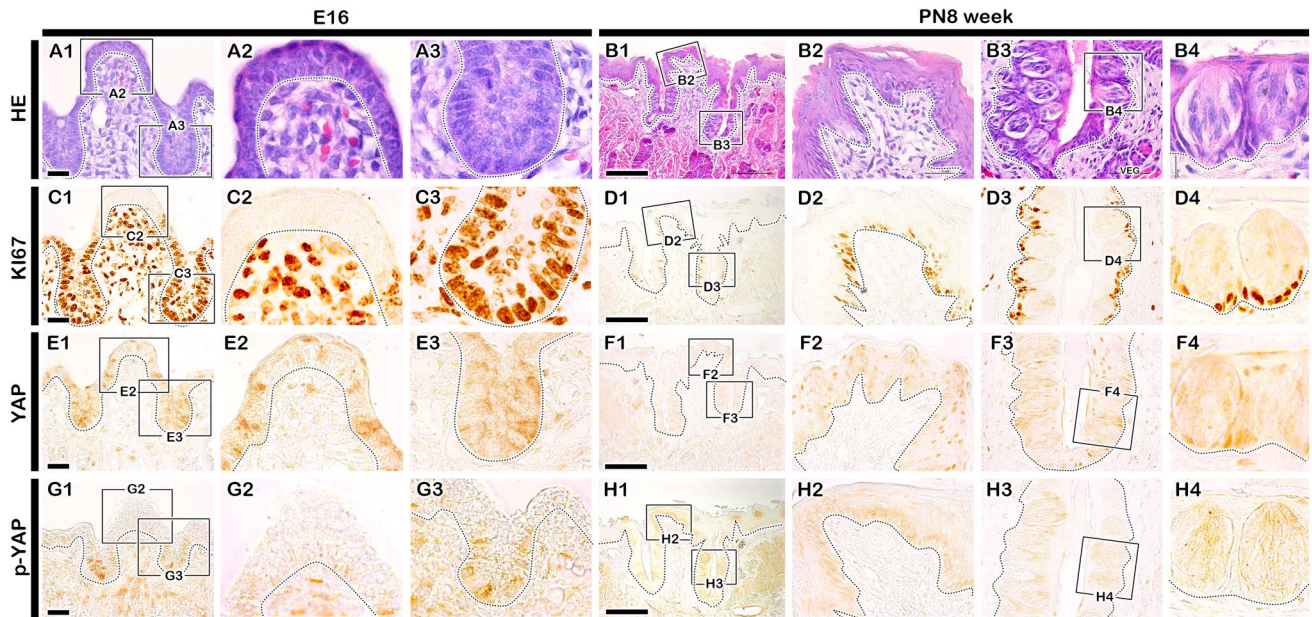 E16
PN8 week
HE
A1
A2
A3
B1
B2
B3
B4
A2
A3
B2
B3
B4
VEG
KI67
C1
C2
C3
D1
D2
D3
D4
C2
C3
D2
D3
D4
YAP
E1
E2
E3
F1
F2
F3
F4
E2
E3
F2
F3
F4
p-YAP
G1
G2
G3
H1
H2
H3
H4
G2
G3
H2
H3
H4